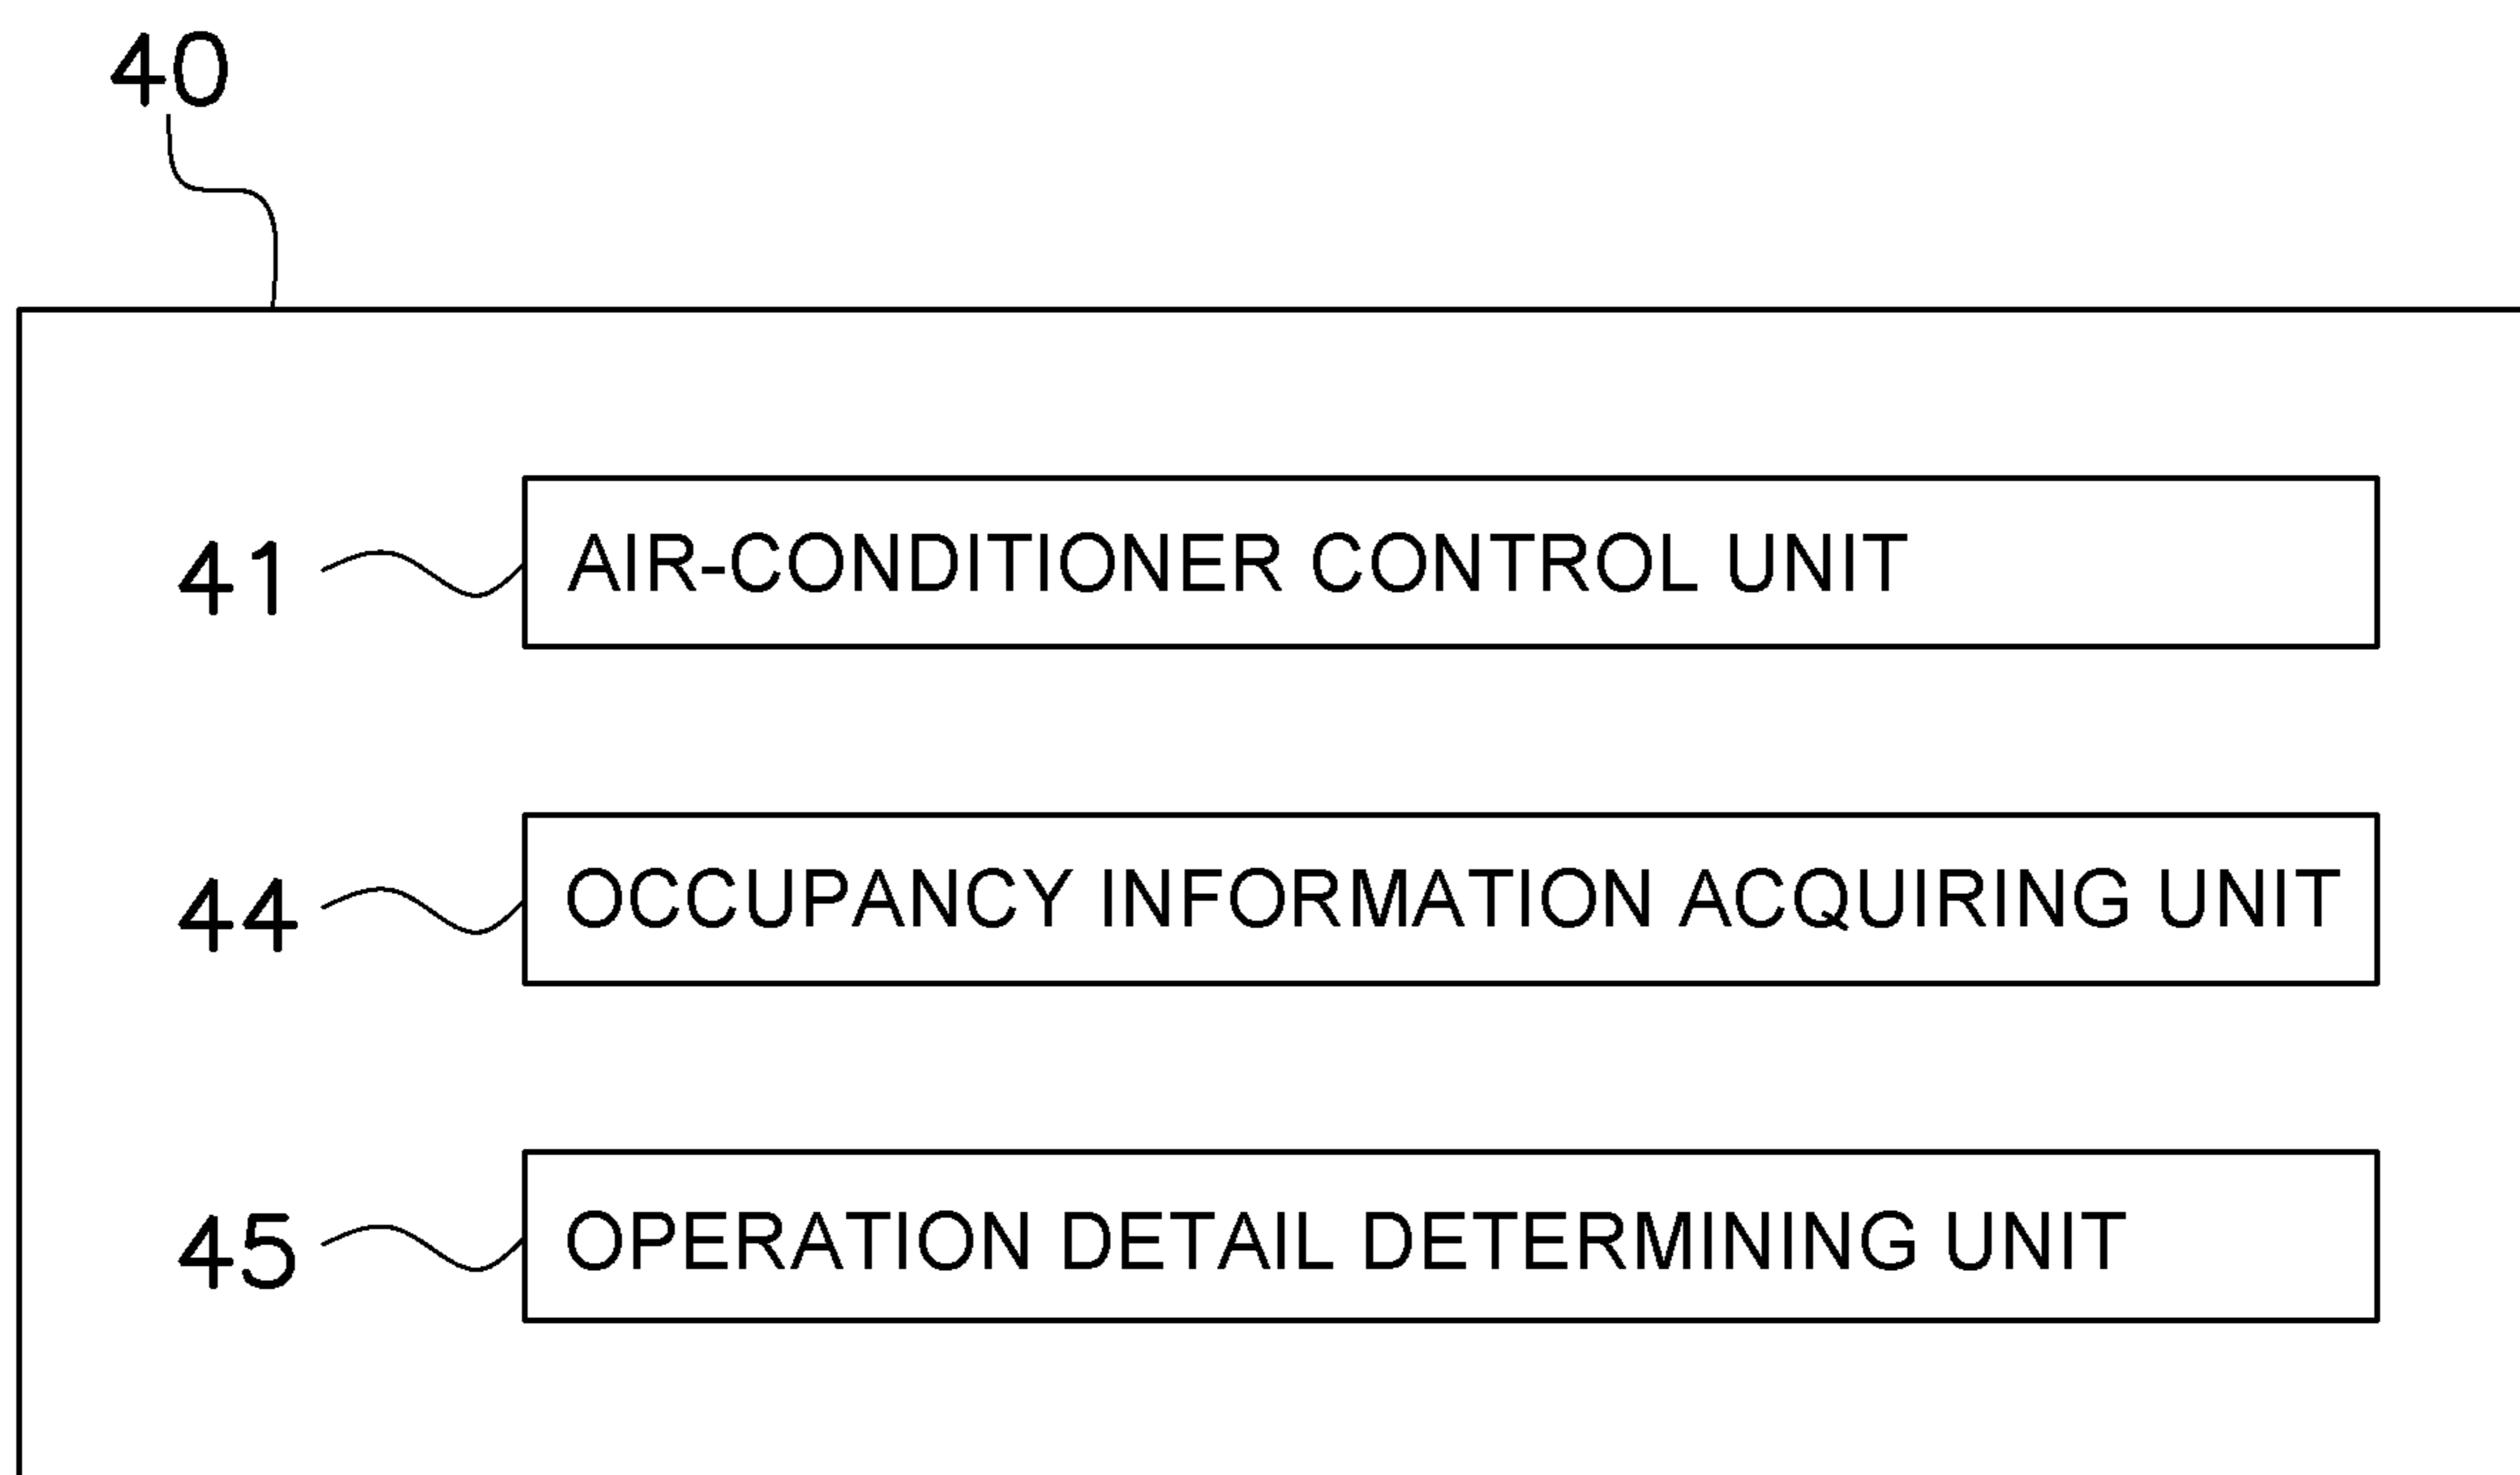 40
41 AIR-CONDITIONER CONTROL UNIT
44 OCCUPANCY INFORMATION ACQUIRING UNIT
45 OPERATION DETAIL DETERMINING UNIT